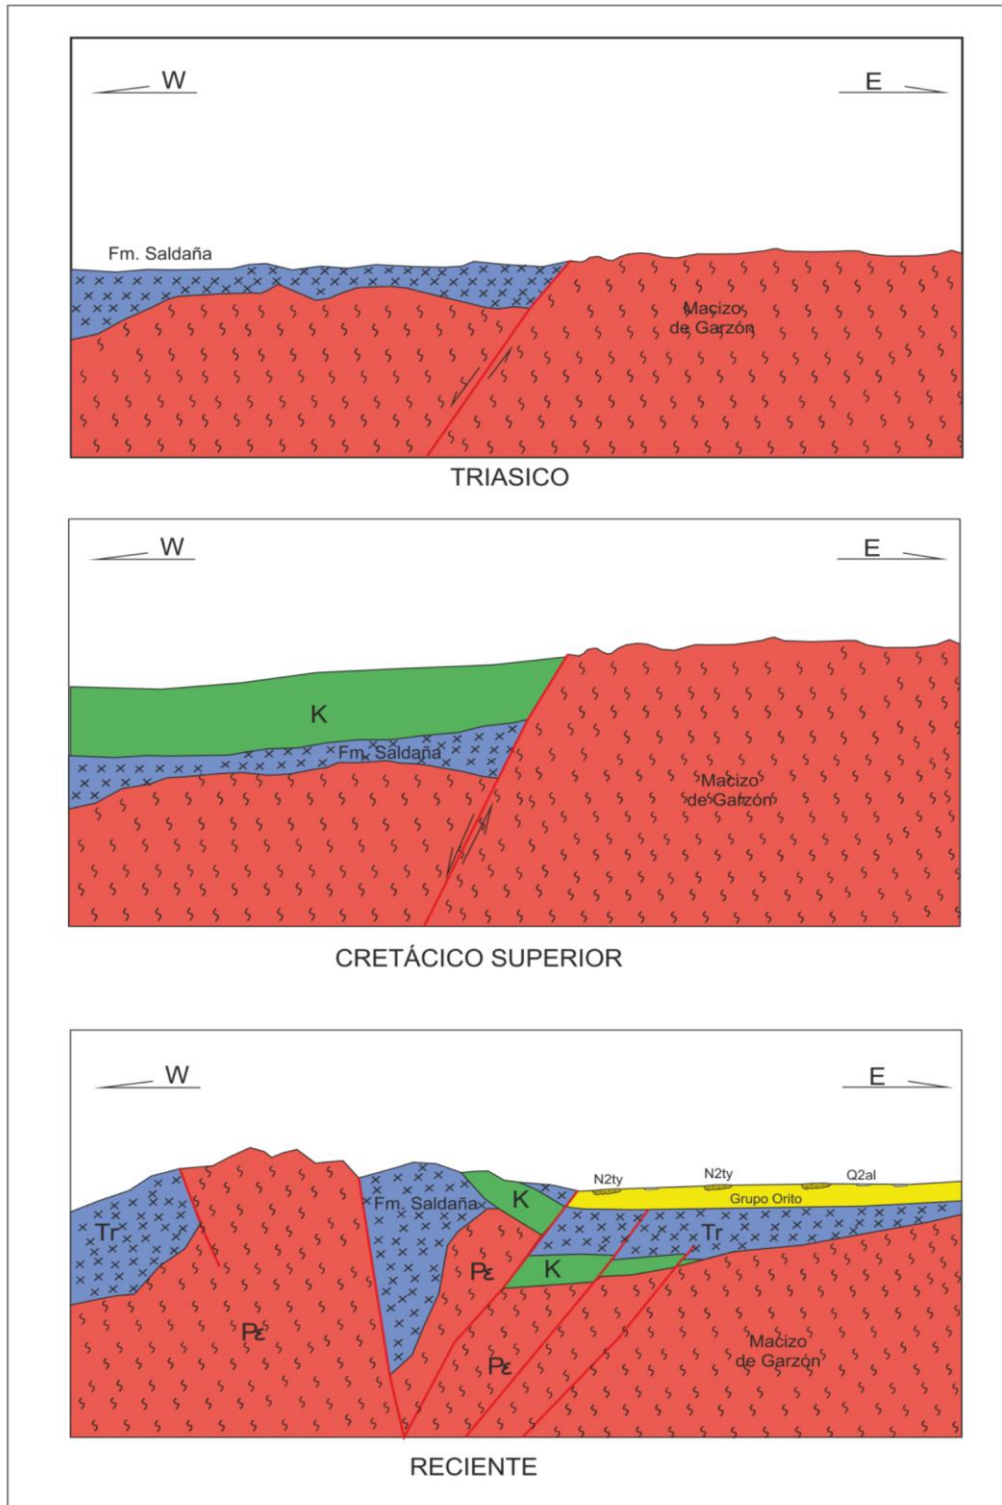 W E
Fm. Saldaña
Macizo
de Garzón
TRIASICO
W E
K
Fm. Saldaña
Macizo
de Garzón
CRETÁCICO SUPERIOR
W E
N2ty N2ty Q2al
Grupo Orito
Fm. Saldaña K
Tr Tr
K
Pε
Pε
Pε
Macizo
de Garzón
RECIENTE